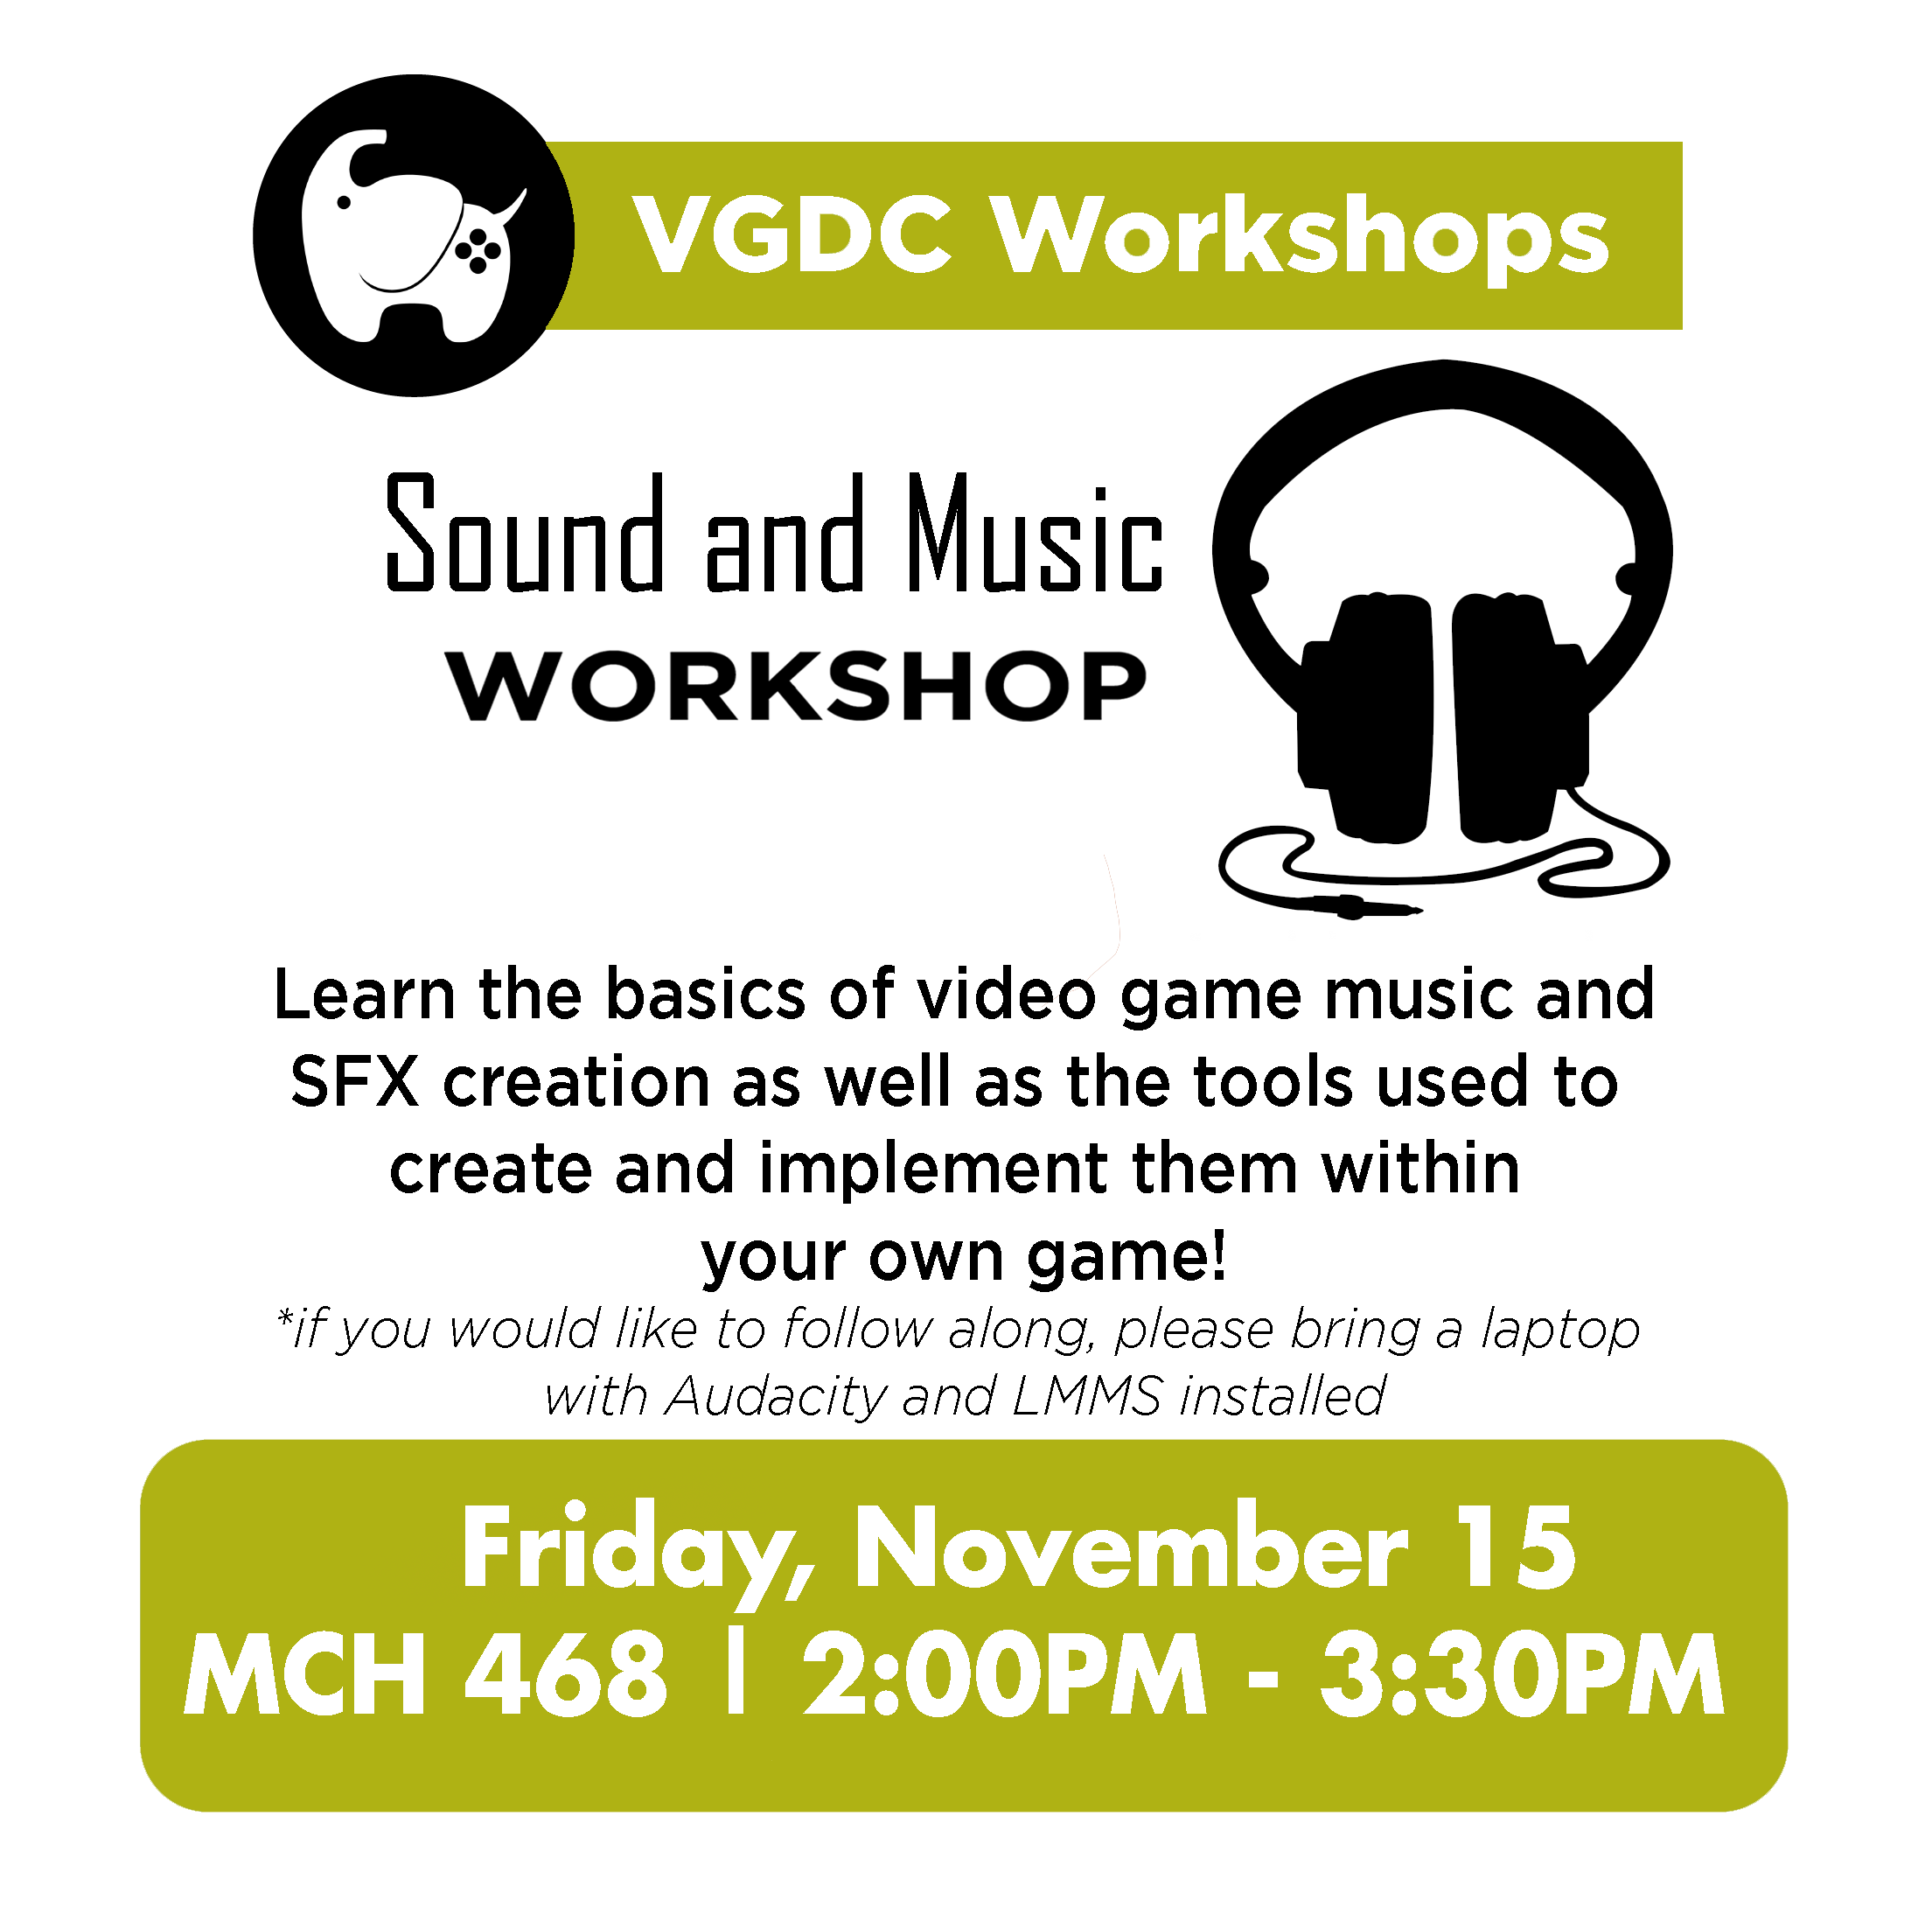 VGDC Workshops
Sound and Music
WORKSHOP
Learn the basics of video game music and
SFX creation as well as the tools used to
create and implement them within
your own game!
*if you would like to follow along, please bring a laptop
with Audacity and LMMS installed
Friday, November 15
MCH 468 | 2:00PM - 3:30PM